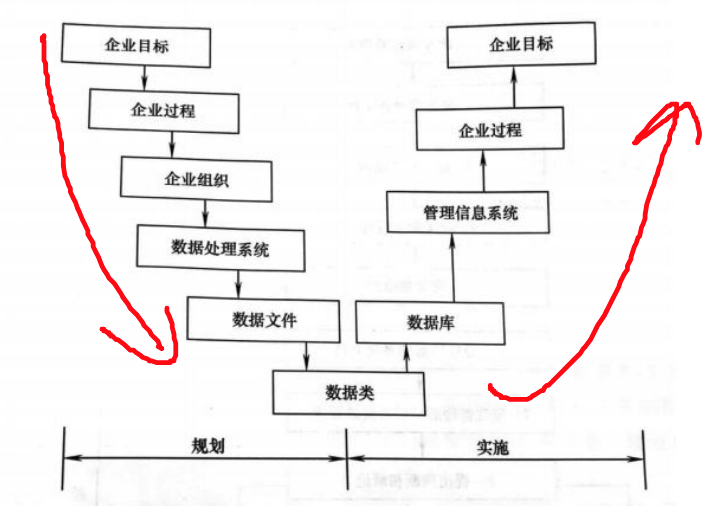 企业目标
企业过程
企业组织
数据处理系统
数据文件
数据类
数据库
管理信息系统
企业过程
企业目标
规划
实施